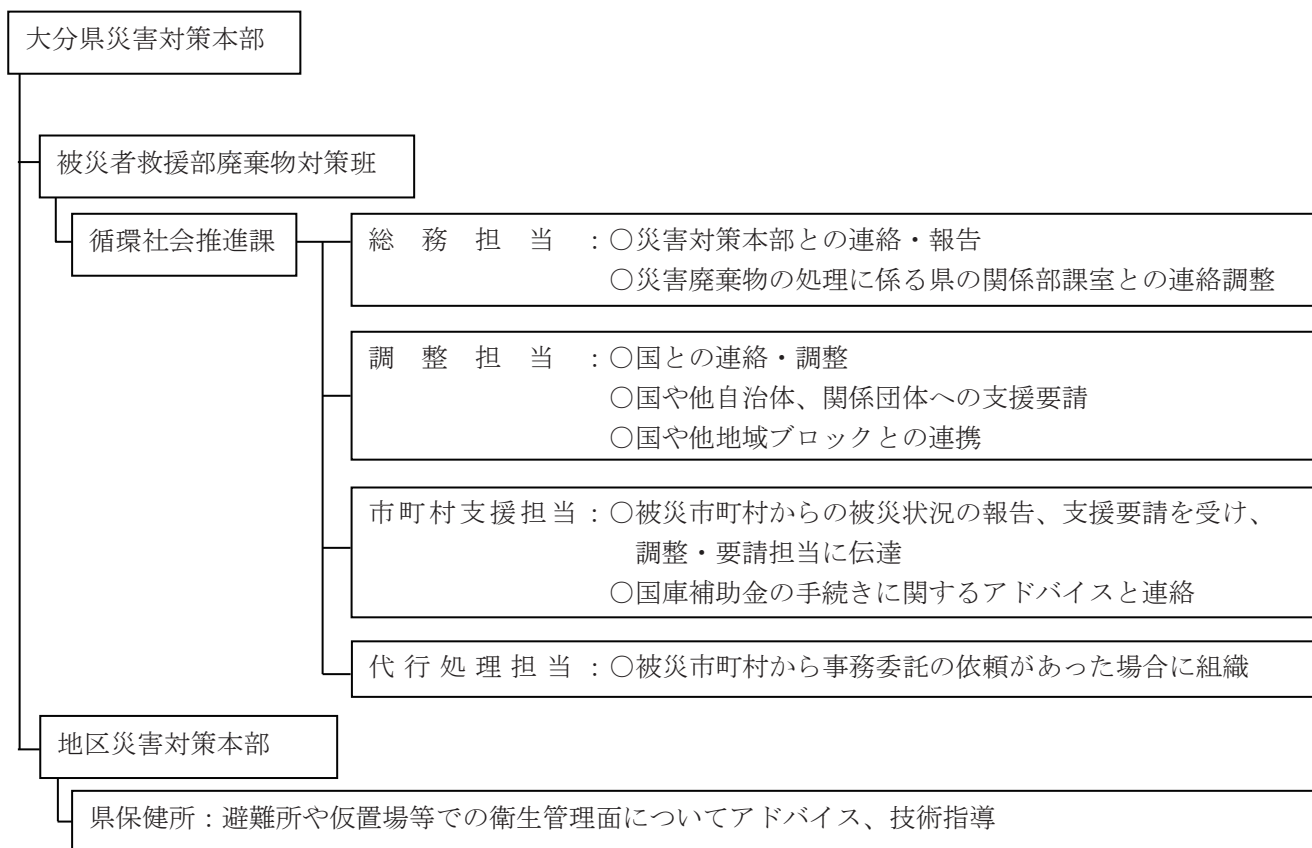 大分県災害対策本部
被災者救援部廃棄物対策班
循環社会推進課
総務担当：○災害対策本部との連絡・報告
○災害廃棄物の処理に係る県の関係部課室との連絡調整
調整担当：○国との連絡・調整
○国や他自治体、関係団体への支援要請
○国や他地域ブロックとの連携
市町村支援担当：○被災市町村からの被災状況の報告、支援要請を受け、
調整・要請担当に伝達
○国庫補助金の手続きに関するアドバイスと連絡
代行処理担当：○被災市町村から事務委託の依頼があった場合に組織
地区災害対策本部
県保健所：避難所や仮置場等での衛生管理面についてアドバイス、技術指導